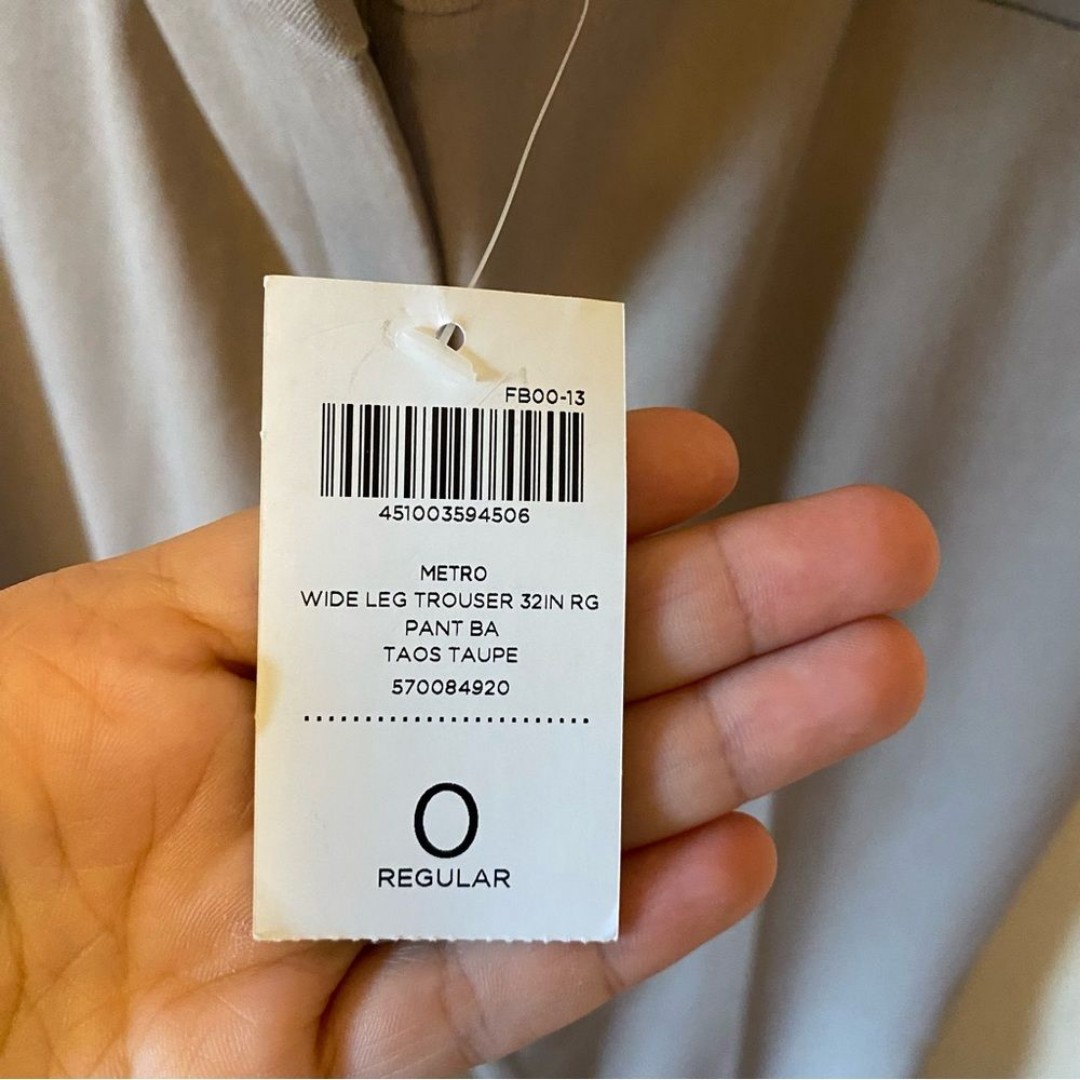 FB00-13
451003594506
METRO
WIDE LEG TROUSER 32IN RG
PANT BA
TAOS TAUPE
570084920
0
REGULAR